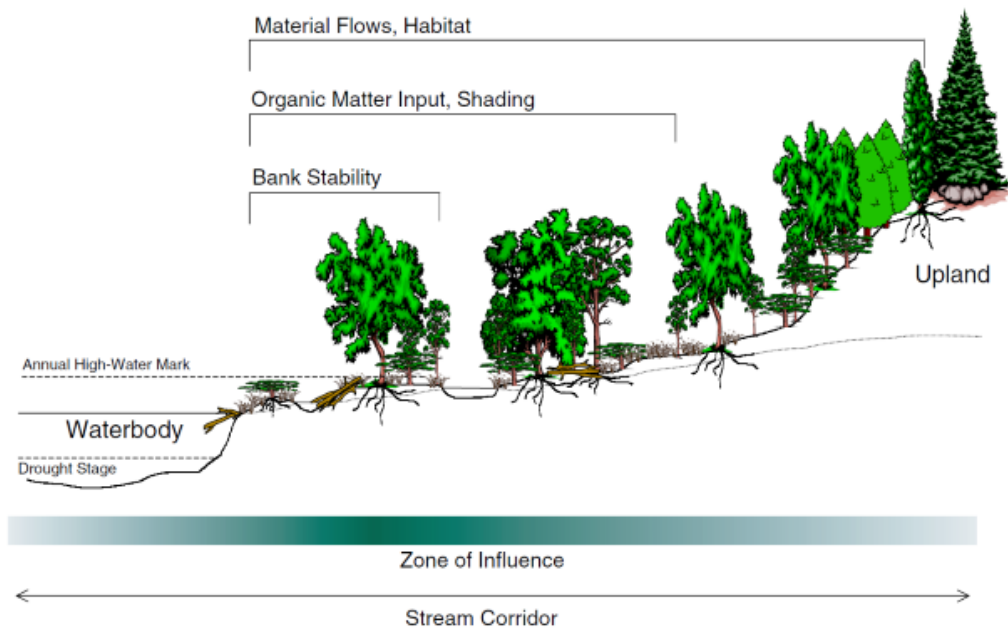 Material Flows, Habitat
Organic Matter Input, Shading
Bank Stability
Upland
Annual High-Water Mark
Waterbody
Drought Stage
Zone of Influence
Stream Corridor